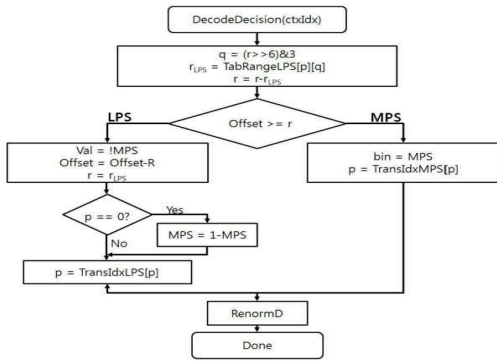 DecodeDecision(ctxIdx)
q = (r>>6)&3
rLPS = TabRangeLPS[p][q]
r = r-rLPS
LPS
MPS
Offset >= r
Val = !MPS
Offset = Offset-R
r = rLPS
bin = MPS
p = TransIdxMPS[p]
p == 0?
Yes
MPS = 1-MPS
No
p = TransIdxLPS[p]
RenormD
Done